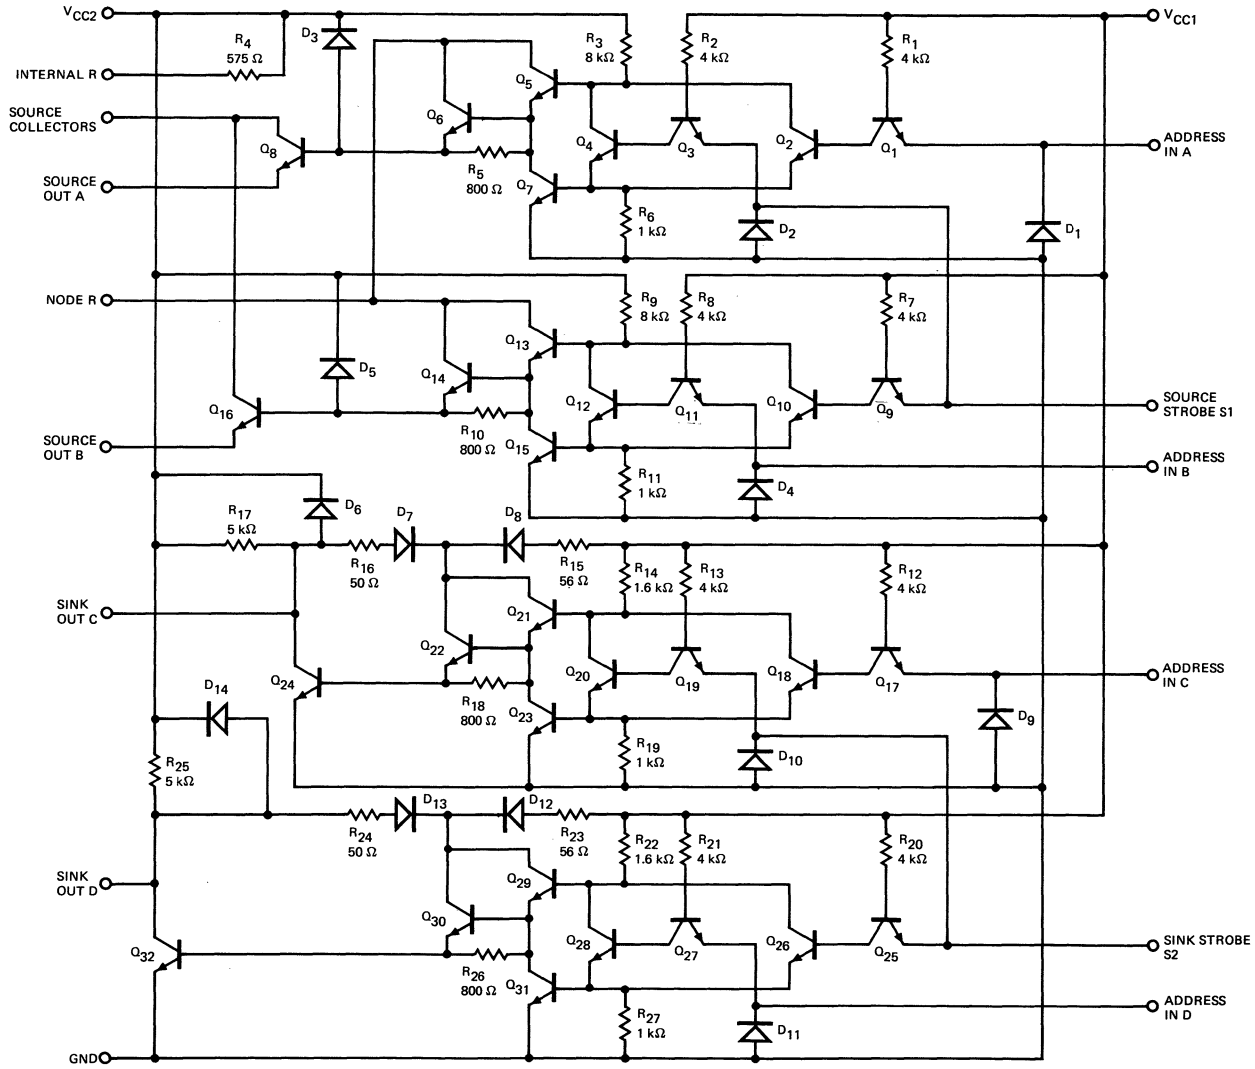 VCC2
VCC1
R4
575 Ω
D3
R3
8 kΩ
R2
4 kΩ
R1
4 kΩ
INTERNAL R
Q5
SOURCE
COLLECTORS
Q6
Q8
Q4
Q3
Q2
Q1
ADDRESS
IN A
R5
800 Ω
Q7
SOURCE
OUT A
R6
1 kΩ
D2
D1
NODE R
R9
8 kΩ
R8
4 kΩ
R7
4 kΩ
Q13
D5
Q14
Q16
Q12
Q11
Q10
Q9
SOURCE
STROBE S1
R10
800 Ω
Q15
SOURCE
OUT B
R11
1 kΩ
D4
ADDRESS
IN B
R17
5 kΩ
D6
D7
D8
R16
50 Ω
R15
56 Ω
R14
1.6 kΩ
R13
4 kΩ
R12
4 kΩ
SINK
OUT C
Q21
Q22
Q24
Q20
Q19
Q18
Q17
ADDRESS
IN C
D14
R18
800 Ω
Q23
D9
R25
5 kΩ
R19
1 kΩ
D10
D13
D12
R24
50 Ω
R23
56 Ω
R22
1.6 kΩ
R21
4 kΩ
R20
4 kΩ
SINK
OUT D
Q29
Q30
Q32
Q28
Q27
Q26
Q25
SINK STROBE
S2
R26
800 Ω
Q31
R27
1 kΩ
D11
ADDRESS
IN D
GND